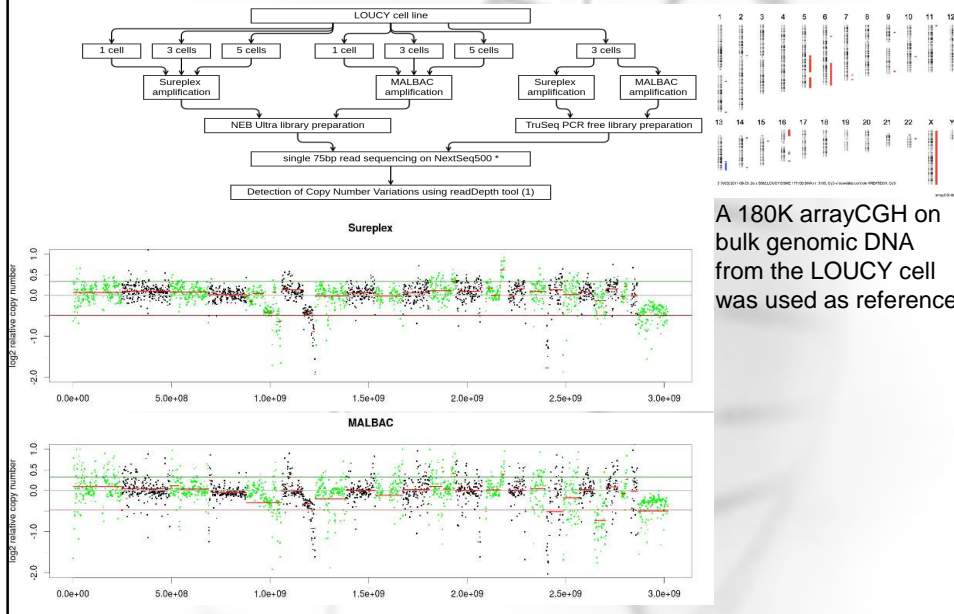 LOUCY cell line
1 cell 3 cells 5 cells 1 cell 3 cells 5 cells 3 cells
Sureplex amplification MALBAC amplification Sureplex amplification MALBAC amplification
NEB Ultra library preparation TruSeq PCR free library preparation
single 75bp read sequencing on NextSeq500 *
Detection of Copy Number Variations using readDepth tool (1)
1 2 3 4 5 6 7 8 9 10 11 12
13 14 15 16 17 18 19 20 21 22 X Y
A 180K arrayCGH on
bulk genomic DNA
from the LOUCY cell
was used as reference
Sureplex
log2 relative copy number
1.0
0.5
0.0
-1.0
-2.0
0.0e+00 5.0e+08 1.0e+09 1.5e+09 2.0e+09 2.5e+09 3.0e+09
MALBAC
log2 relative copy number
1.0
0.5
0.0
-1.0
-2.0
0.0e+00 5.0e+08 1.0e+09 1.5e+09 2.0e+09 2.5e+09 3.0e+09